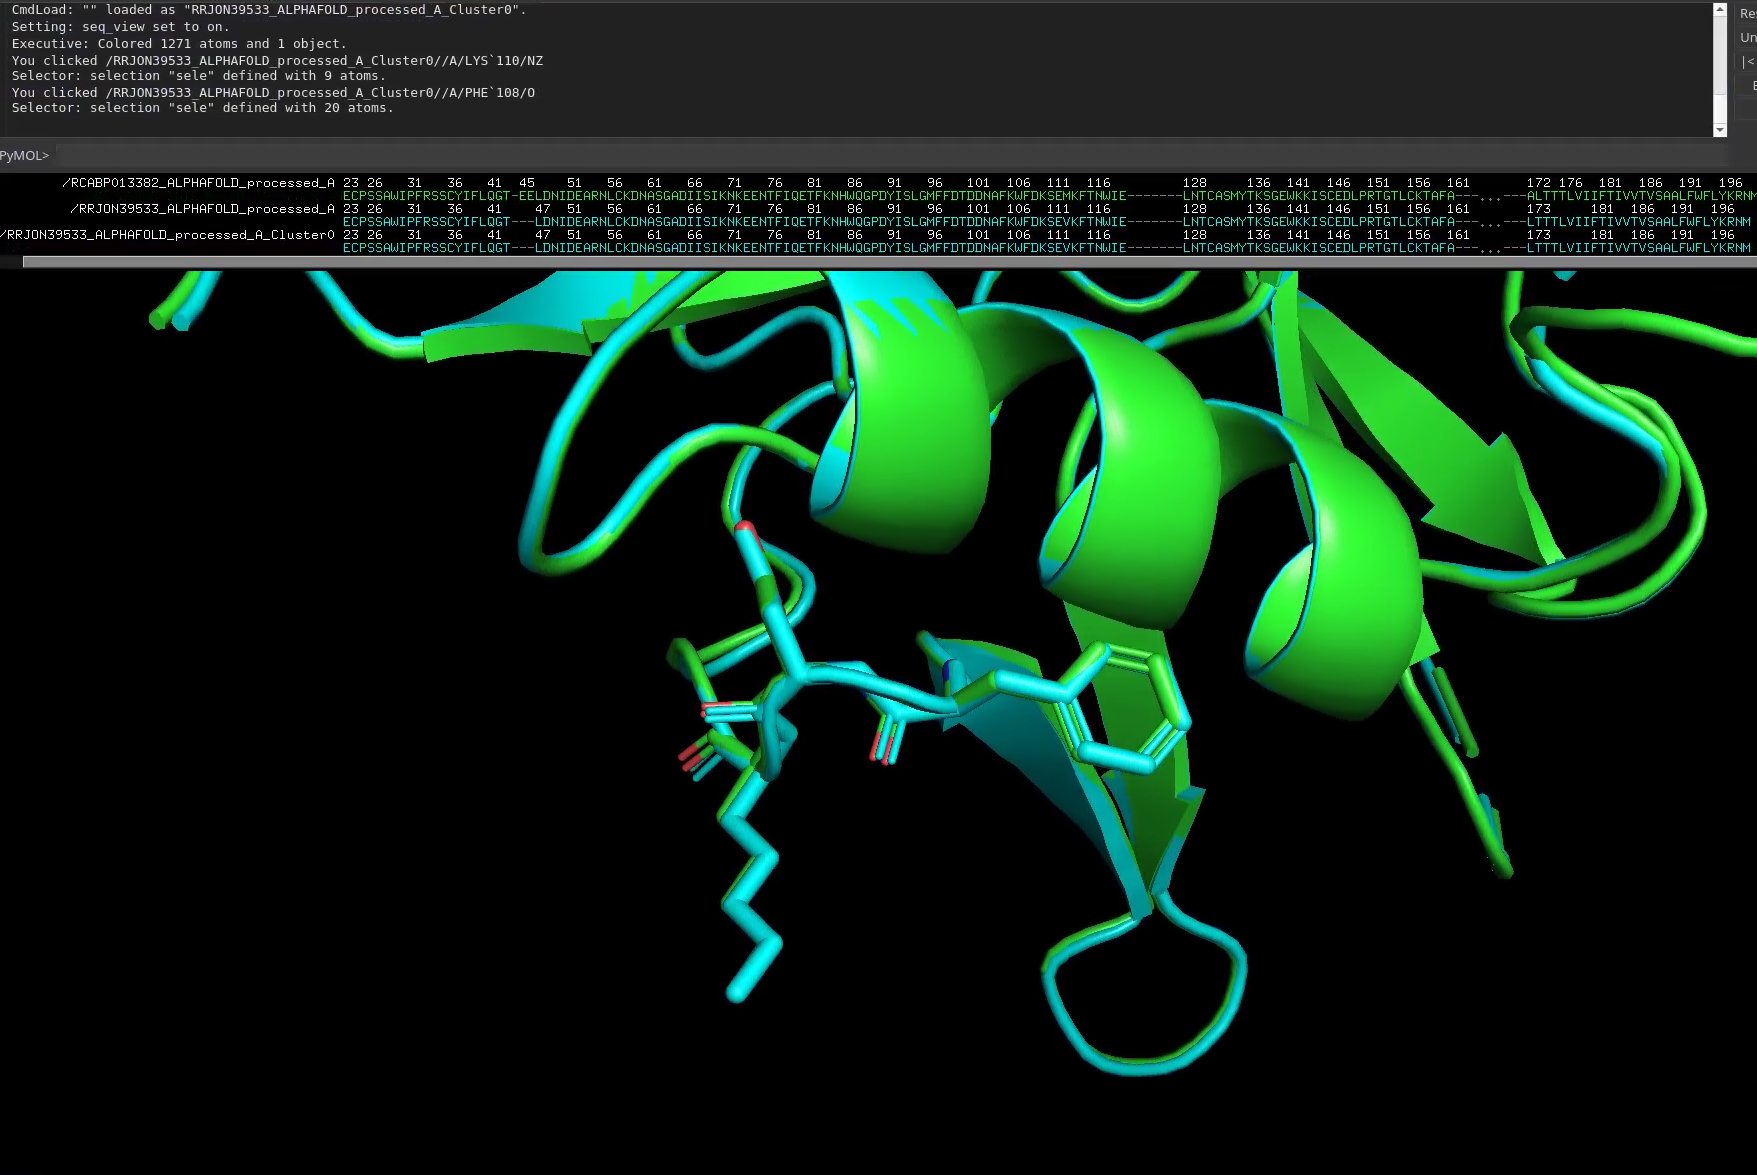 CmdLoad: "" loaded as "RRJON39533_ALPHAFOLD_processed_A_Cluster0".
Setting: seq_view set to on.
Executive: Colored 1271 atoms and 1 object.
You clicked /RRJON39533_ALPHAFOLD_processed_A_Cluster0//A/LYS`110/NZ
Selector: selection "sele" defined with 9 atoms.
You clicked /RRJON39533_ALPHAFOLD_processed_A_Cluster0//A/PHE`108/O
Selector: selection "sele" defined with 20 atoms.
PyMOL>
/RCABP013382_ALPHAFOLD_processed_A 23 26 31 36 41 45 51 56 61 66 71 76 81 86 91 96 101 106 111 116 128 136 141 146 151 156 161 172 176 181 186 191 196
ECPSSAWIPFRSSCYIFLQGT-EELDNIDEARNLCKDNASGADIISIKNKEENTFIQETFKNHWQGPDYISLGMFFDTDDNAKWFDKSEMKFTNWIE-------LNTCASMYTKSGEWKKISCEDLPRTGTLCKTAFA---...---ALTTTLVIIFTIVVTVSAALFWFLYKRNM
/RRJON39533_ALPHAFOLD_processed_A 23 26 31 36 41 47 51 56 61 66 71 76 81 86 91 96 101 106 111 116 128 136 141 146 151 156 161 173 181 186 191 196
ECPSSAWIPFRSSCYIFLQGT---LDNIDEARNLCKDNASGADIISIKNKEENTFIQETFKNHWQGPDYISLGMFFDTDDNAKWFDKSEVKFTNWIE-------LNTCASMYTKSGEWKKISCEDLPRTGTLCKTAFA---...---LTTTLVIIFTIVVTVSAALFWFLYKRNM
/RRJON39533_ALPHAFOLD_processed_A_Cluster0 23 26 31 36 41 47 51 56 61 66 71 76 81 86 91 96 101 106 111 116 128 136 141 146 151 156 161 173 181 186 191 196
ECPSSAWIPFRSSCYIFLQGT---LDNIDEARNLCKDNASGADIISIKNKEENTFIQETFKNHWQGPDYISLGMFFDTDDNAKWFDKSEVKFTNWIE-------LNTCASMYTKSGEWKKISCEDLPRTGTLCKTAFA---...---LTTTLVIIFTIVVTVSAALFWFLYKRNM